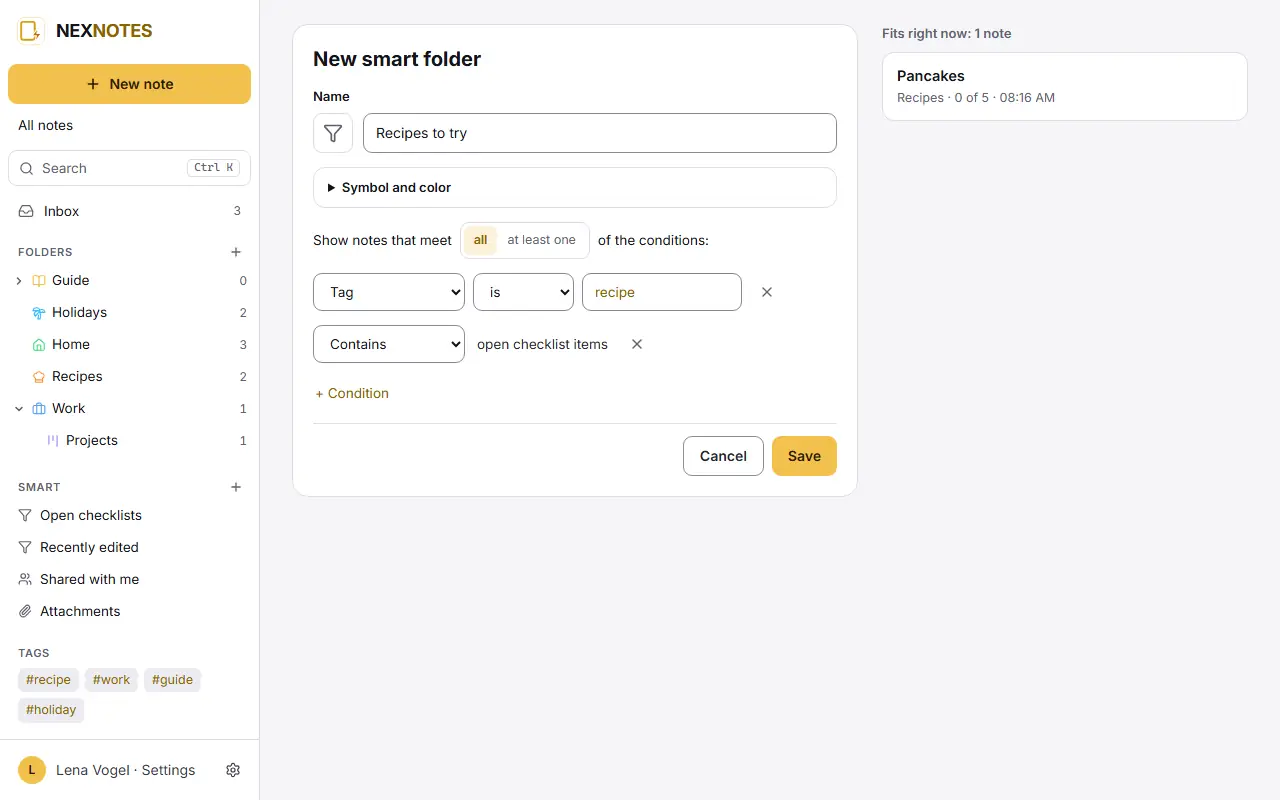 NEXNOTES
+ New note
All notes
Search Ctrl K
Inbox 3
FOLDERS +
Guide 0
Holidays 2
Home 3
Recipes 2
Work 1
Projects 1
SMART +
Open checklists
Recently edited
Shared with me
Attachments
TAGS
#recipe #work #guide
#holiday
L Lena Vogel · Settings
New smart folder
Name
Recipes to try
Symbol and color
Show notes that meet all at least one of the conditions:
Tag is recipe
Contains open checklist items
+ Condition
Cancel Save
Fits right now: 1 note
Pancakes
Recipes · 0 of 5 · 08:16 AM